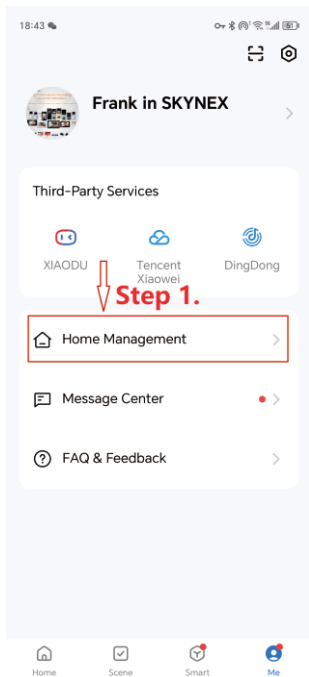 18:43
Frank in SKYNEX
Third-Party Services
XIAODU
Tencent
Xiaowei
DingDong
Step 1.
Home Management
Message Center
FAQ & Feedback
Home
Scene
Smart
Me